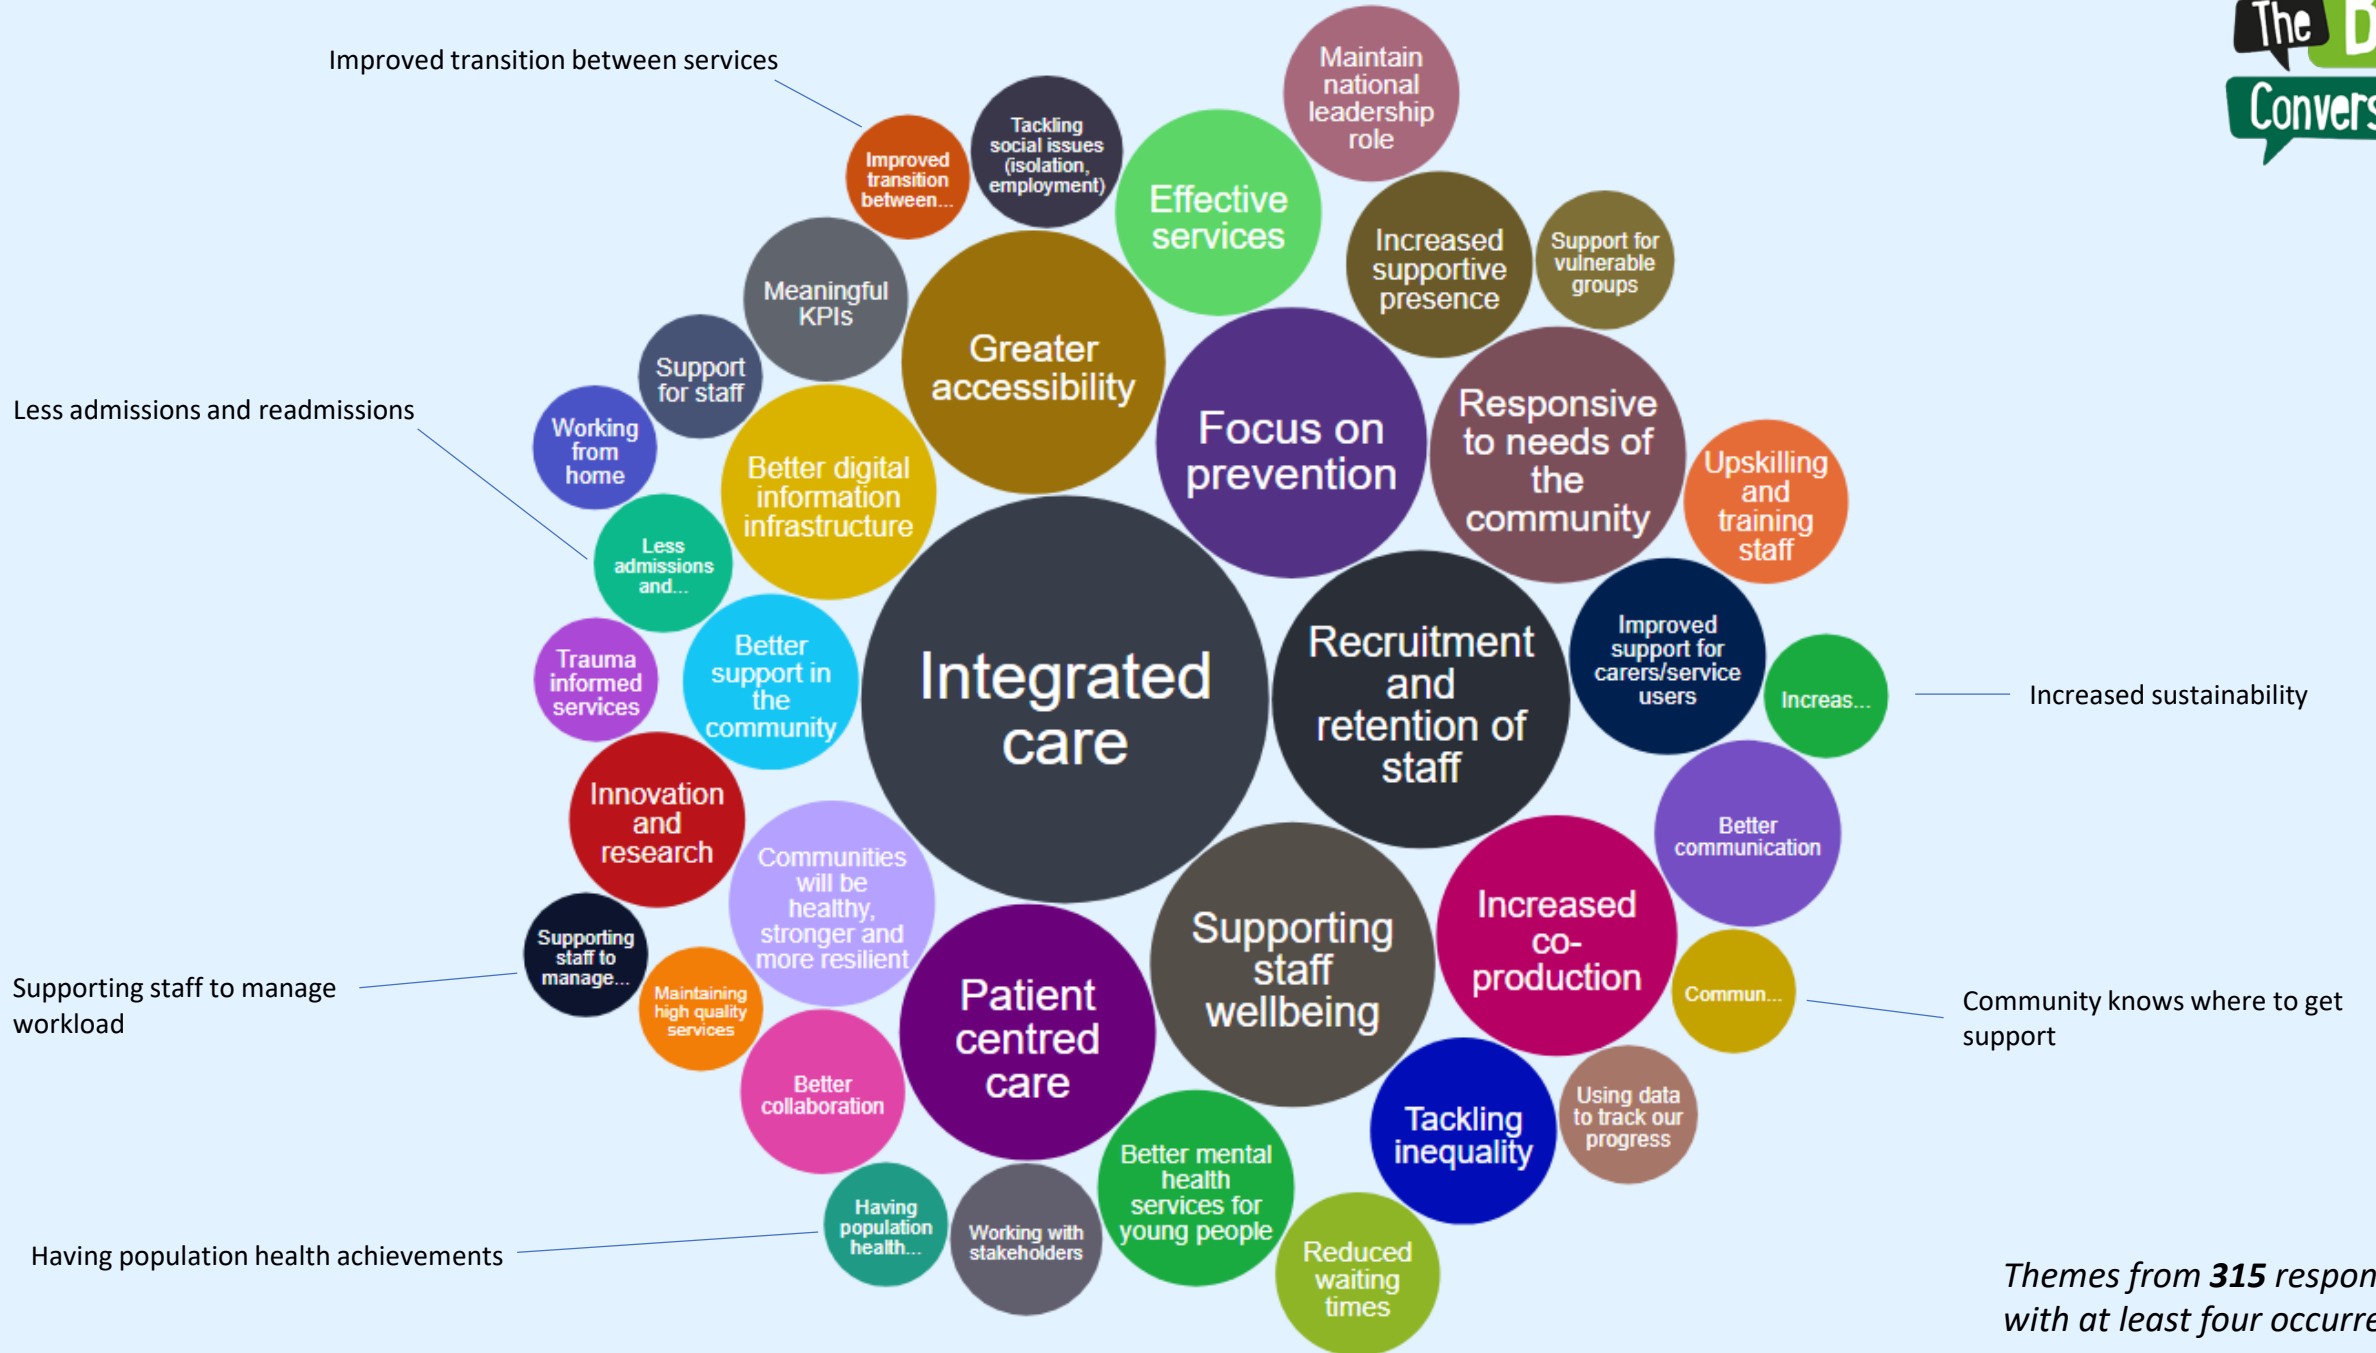 The B
Convers
Improved transition between services
Maintain
national
leadership
role
Tackling
social issues
(isolation,
employment)
Improved
transition
between...
Effective
services
Increased
supportive
presence
Support for
vulnerable
groups
Meaningful
KPIs
Greater
accessibility
Support
for staff
Focus on
prevention
Responsive
to needs of
the
community
Less admissions and readmissions
Working
from
home
Better digital
information
infrastructure
Upskilling
and
training
staff
Less
admissions
and...
Trauma
informed
services
Better
support in
the
community
Integrated
care
Recruitment
and
retention of
staff
Improved
support for
carers/service
users
Increas...
Increased sustainability
Innovation
and
research
Communities
will be
healthy,
stronger and
more resilient
Better
communication
Supporting
staff to
manage...
Supporting staff to manage
workload
Maintaining
high quality
services
Patient
centred
care
Supporting
staff
wellbeing
Increased
co-
production
Commun...
Community knows where to get
support
Better
collaboration
Tackling
inequality
Using data
to track our
progress
Better mental
health
services for
young people
Having
population
health...
Having population health achievements
Working with
stakeholders
Reduced
waiting
times
Themes from 315 respon
with at least four occurre